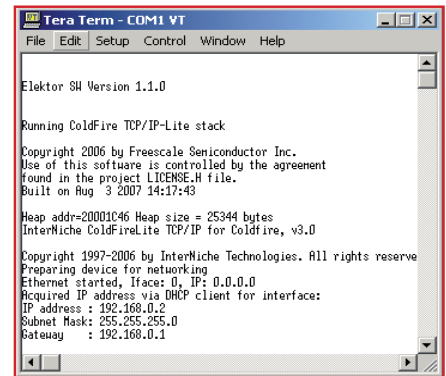 Tera Term - COM1 VT
File Edit Setup Control Window Help
Elektor SW Version 1.1.0
Running ColdFire TCP/IP-Lite stack
Copyright 2006 by Freescale Semiconductor Inc.
Use of this software is controlled by the agreement
found in the project LICENSE.H file.
Built on Aug 3 2007 14:17:43
Heap addr=20001C46 Heap size = 25344 bytes
InterNiche ColdFireLite TCP/IP for Coldfire, v3.0
Copyright 1997-2006 by InterNiche Technologies. All rights reserve
Preparing device for networking
Ethernet started, Iface: 0, IP: 0.0.0.0
Acquired IP address via DHCP client for interface:
IP address : 192.168.0.2
Subnet Mask: 255.255.255.0
Gateway : 192.168.0.1